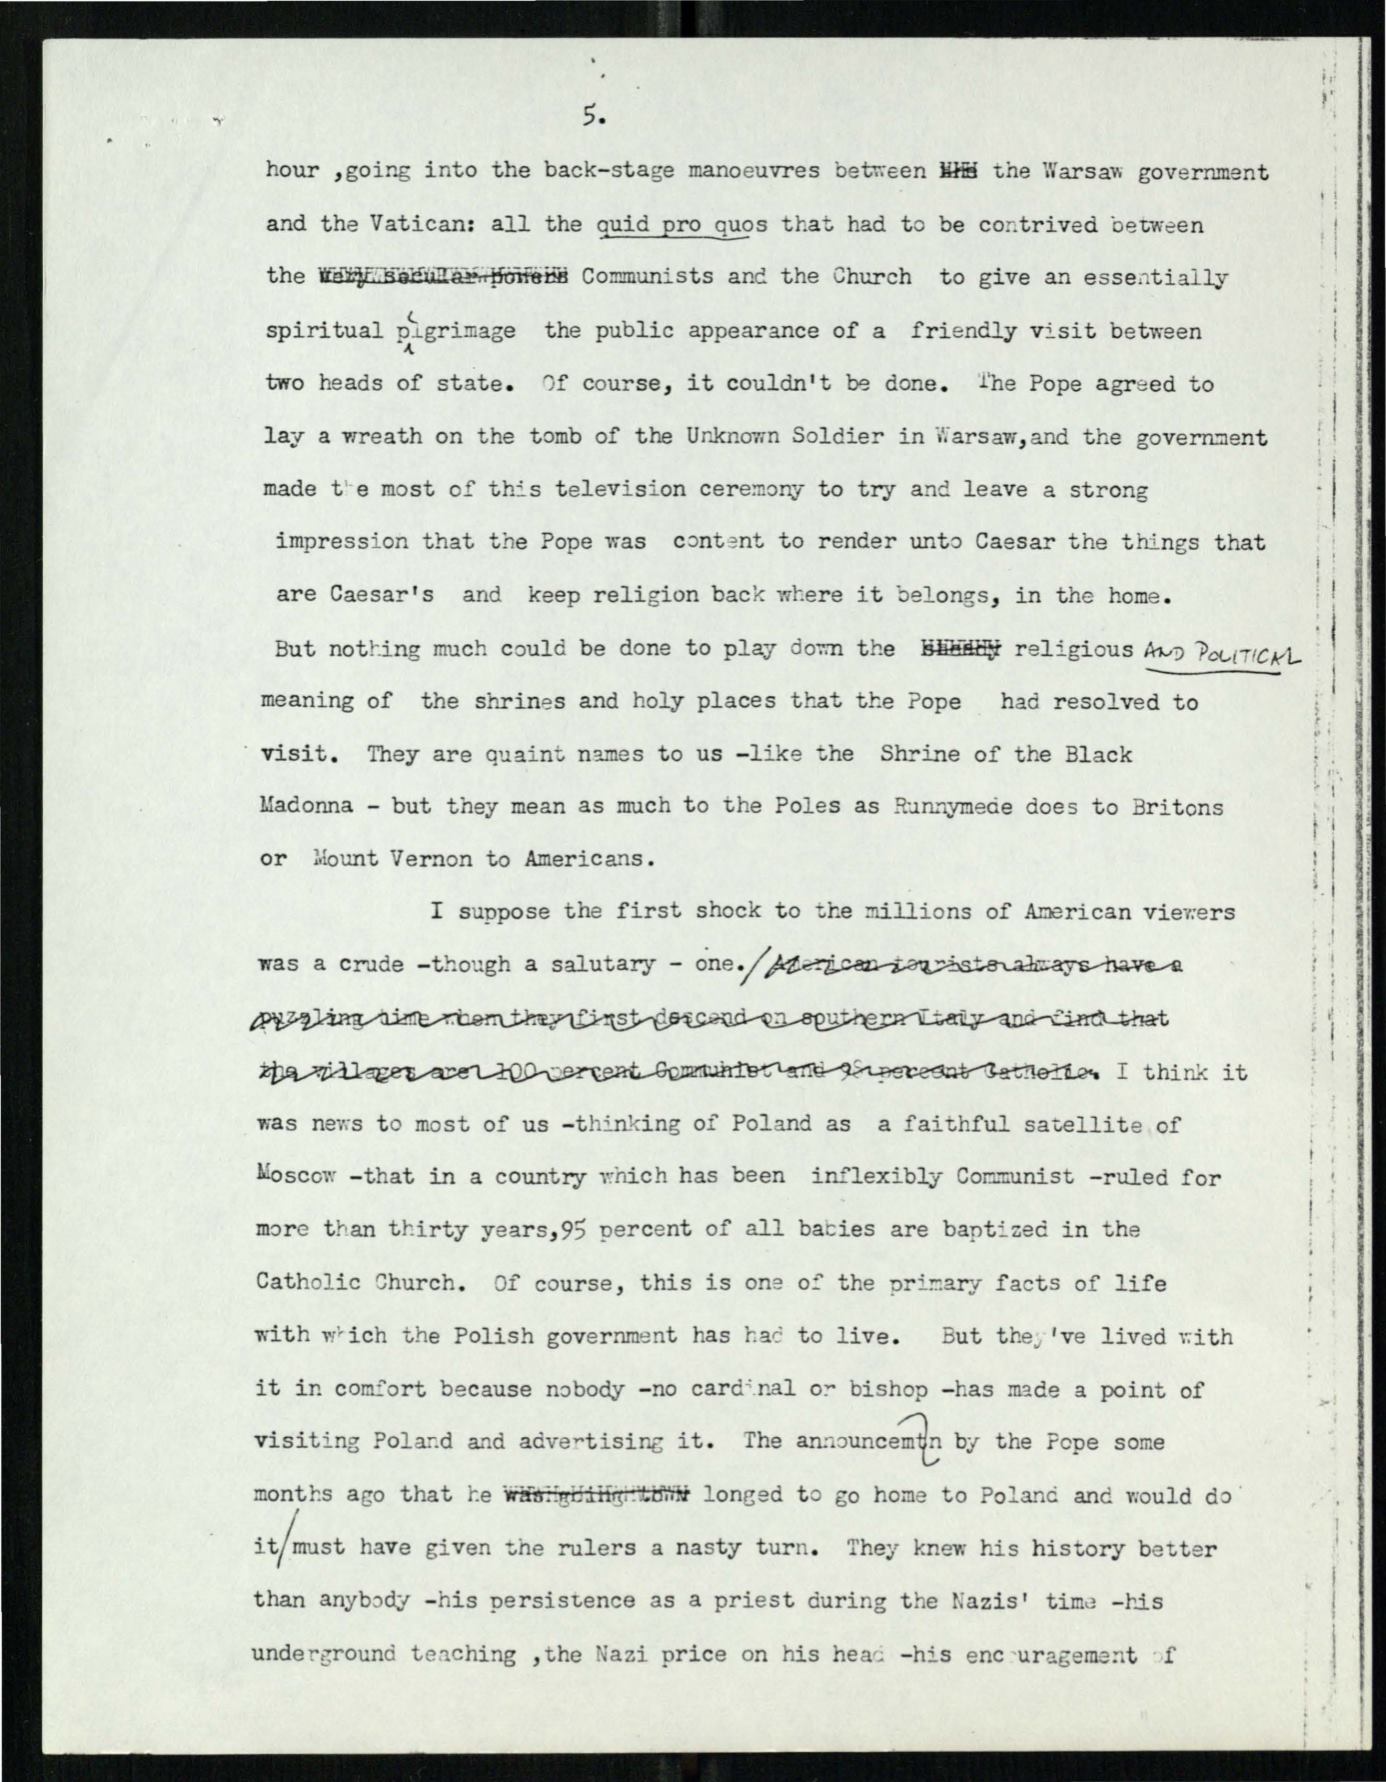 5.
hour ,going into the back-stage manoeuvres between the Warsaw government
and the Vatican: all the quid pro quos that had to be contrived between
the very secular powers Communists and the Church to give an essentially
spiritual pilgrimage the public appearance of a friendly visit between
two heads of state. Of course, it couldn't be done. The Pope agreed to
lay a wreath on the tomb of the Unknown Soldier in Warsaw,and the government
made the most of this television ceremony to try and leave a strong
impression that the Pope was content to render unto Caesar the things that
are Caesar's and keep religion back where it belongs, in the home.
But nothing much could be done to play down the religious AND POLITICAL
meaning of the shrines and holy places that the Pope had resolved to
visit. They are quaint names to us -like the Shrine of the Black
Madonna - but they mean as much to the Poles as Runnymede does to Britons
or Mount Vernon to Americans.
I suppose the first shock to the millions of American viewers
was a crude -though a salutary - one./ American tourists always have a
puzzling time when they first descend on southern Italy and find that
the villages are 100 percent Communist and 95 percent Catholic. I think it
was news to most of us -thinking of Poland as a faithful satellite of
Moscow -that in a country which has been inflexibly Communist -ruled for
more than thirty years,95 percent of all babies are baptized in the
Catholic Church. Of course, this is one of the primary facts of life
with which the Polish government has had to live. But they've lived with
it in comfort because nobody -no cardinal or bishop -has made a point of
visiting Poland and advertising it. The announcemtn by the Pope some
months ago that he was going town longed to go home to Poland and would do
it/must have given the rulers a nasty turn. They knew his history better
than anybody -his persistence as a priest during the Nazis' time -his
underground teaching ,the Nazi price on his head -his encouragement of